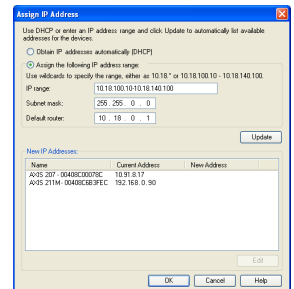 Assign IP Address
Use DHCP or enter an IP address range and click Update to automatically list available
addresses for the devices.
Obtain IP addresses automatically (DHCP)
Assign the following IP address range:
Use wildcards to specify the range, either as 10.18.* or 10.18.100.10 - 10.18.140.100.
IP range: 10.18.100.10-10.18.140.100
Subnet mask: 255 . 255 . 0 . 0
Default router: 10 . 18 . 0 . 1
Update
New IP Addresses:
Name Current Address New Address
AXIS 207 - 00408C00078C 10.91.8.17
AXIS 211M - 00408C6B3FEC 192.168.0.90
Edit
OK Cancel Help